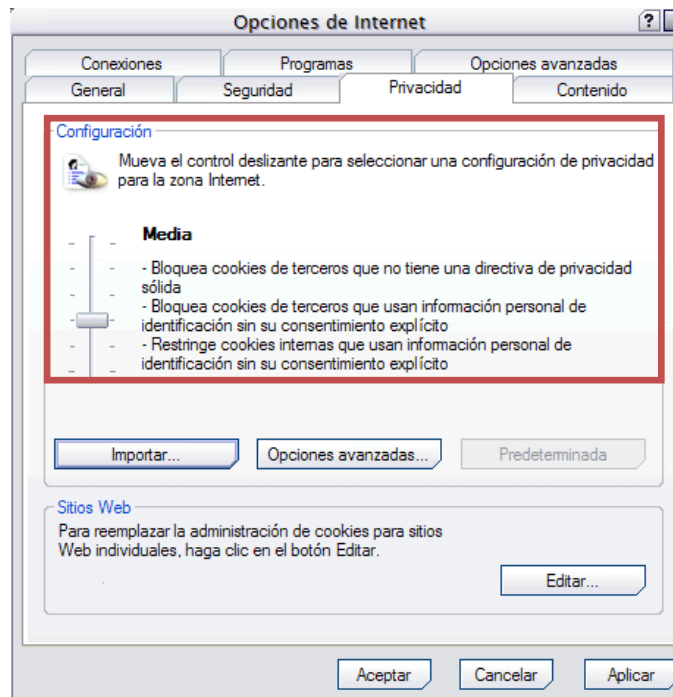 Opciones de Internet
?
Conexiones
Programas
Opciones avanzadas
General
Seguridad
Privacidad
Contenido
Configuración
Mueva el control deslizante para seleccionar una configuración de privacidad
para la zona Internet.
Media
- Bloquea cookies de terceros que no tiene una directiva de privacidad
sólida
- Bloquea cookies de terceros que usan información personal de
identificación sin su consentimiento explícito
- Restringe cookies internas que usan información personal de
identificación sin su consentimiento explícito
Importar...
Opciones avanzadas...
Predeterminada
Sitios Web
Para reemplazar la administración de cookies para sitios
Web individuales, haga clic en el botón Editar.
Editar...
Aceptar
Cancelar
Aplicar